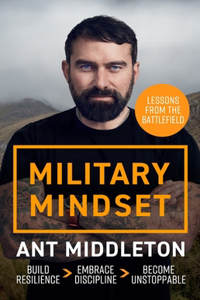 LESSONS
FROM THE
BATTLEFIELD
MILITARY
MINDSET
ANT MIDDLETON
BUILD > EMBRACE > BECOME
RESILIENCE DISCIPLINE UNSTOPPABLE